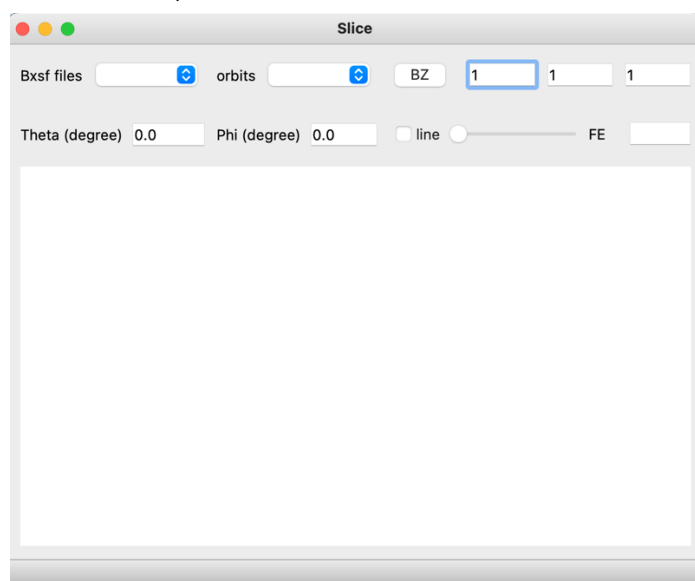 Slice
Bxsf files orbits BZ 1 1 1
Theta (degree) 0.0 Phi (degree) 0.0 line FE